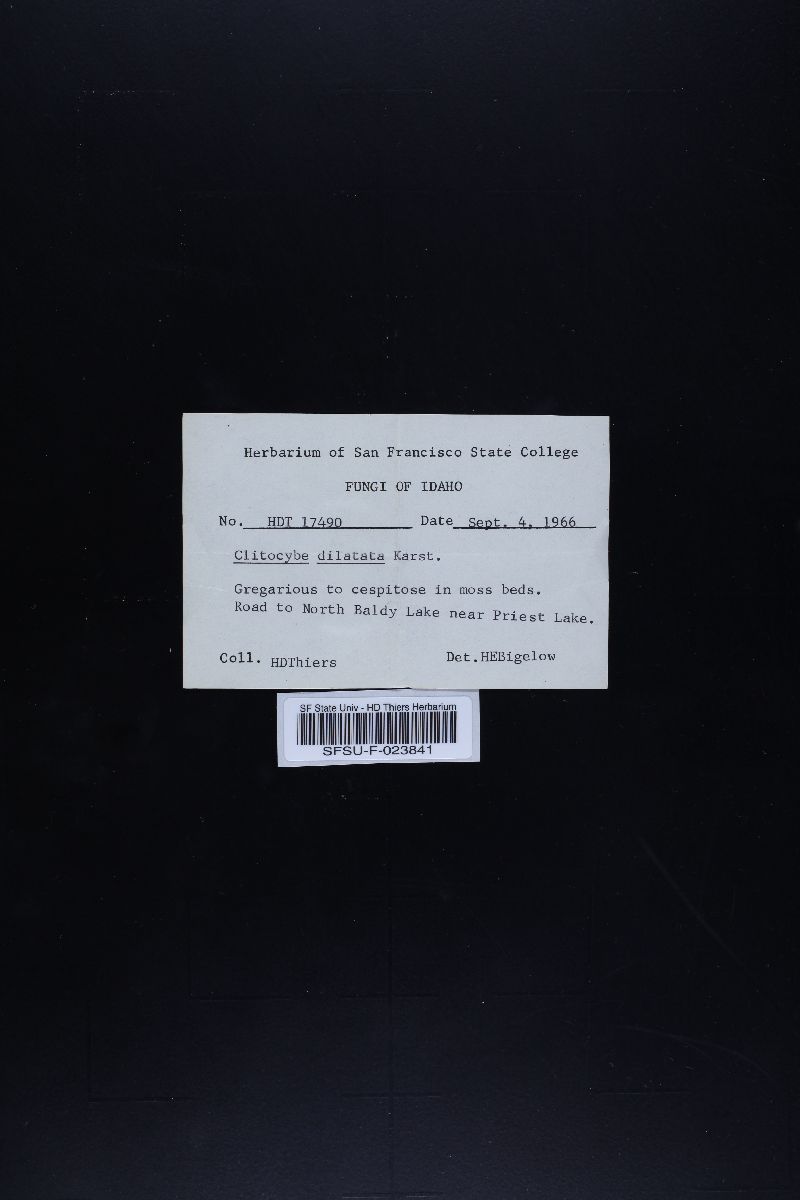 Herbarium of San Francisco State College
FUNGI OF IDAHO
No. HDT 17490 Date Sept. 4, 1966
Clitocybe dilatata Karst.
Gregarious to cespitose in moss beds.
Road to North Baldy Lake near Priest Lake.
Coll. HDThiers Det.HEBigelow
SF State Univ - HD Thiers Herbarium
SFSU-F-023841